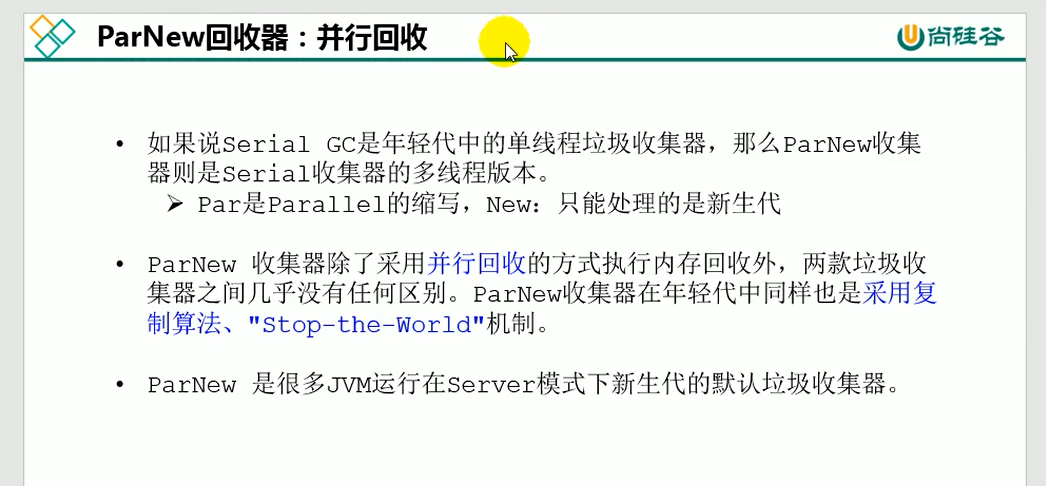 ParNew回收器：并行回收
尚硅谷
• 如果说Serial GC是年轻代中的单线程垃圾收集器，那么ParNew收集
器则是Serial收集器的多线程版本。
➢ Par是Parallel的缩写，New：只能处理的是新生代
• ParNew 收集器除了采用并行回收的方式执行内存回收外，两款垃圾收
集器之间几乎没有任何区别。ParNew收集器在年轻代中同样也是采用复
制算法、"Stop-the-World"机制。
• ParNew 是很多JVM运行在Server模式下新生代的默认垃圾收集器。